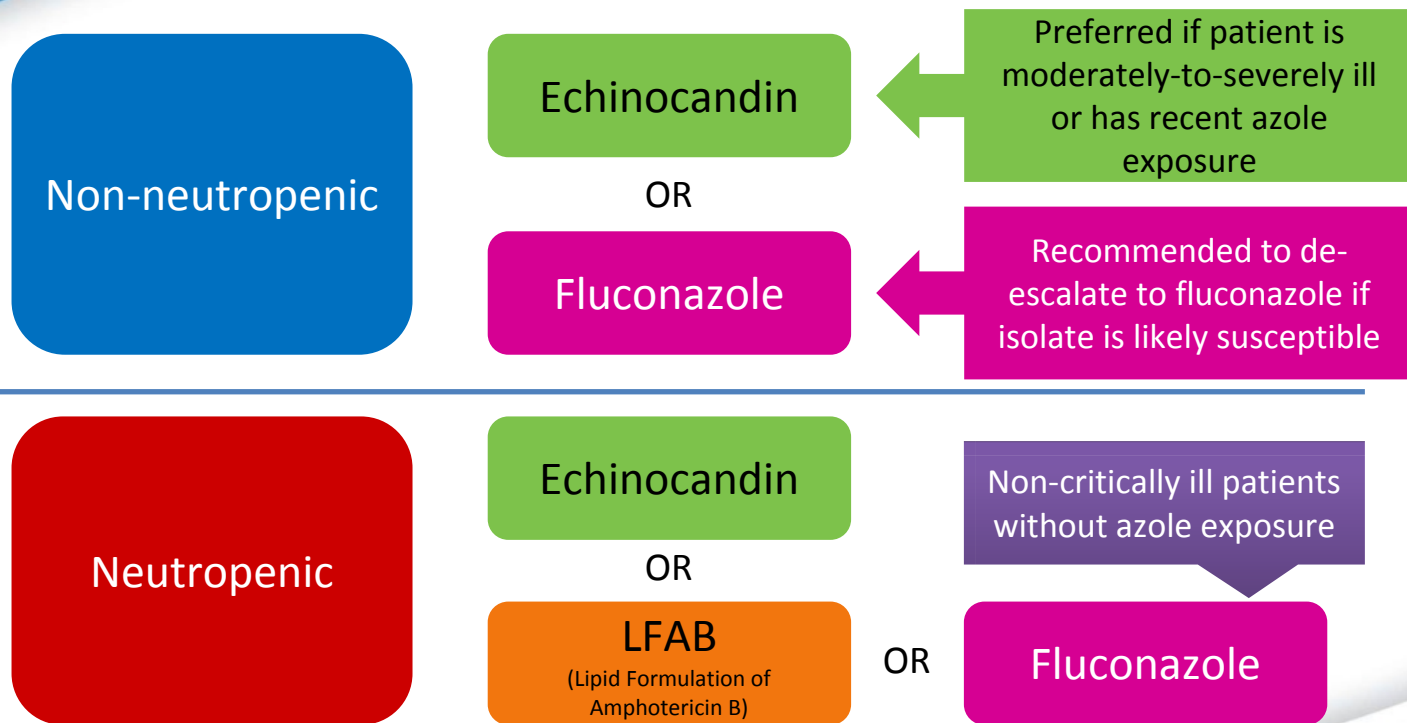 Non-neutropenic
Echinocandin
OR
Fluconazole
Preferred if patient is
moderately-to-severely ill
or has recent azole
exposure
Recommended to de-
escalate to fluconazole if
isolate is likely susceptible
Neutropenic
Echinocandin
OR
LFAB
(Lipid Formulation of
Amphotericin B)
OR
Non-critically ill patients
without azole exposure
Fluconazole